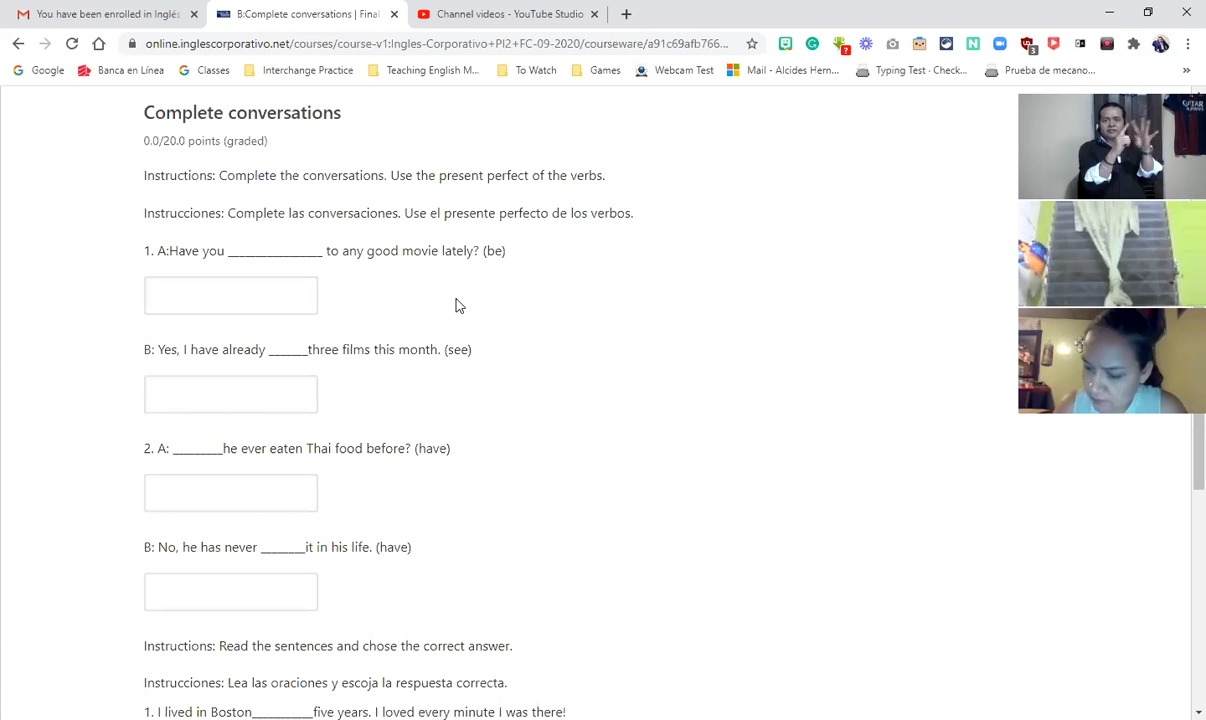 You have been enrolled in Inglés
B:Complete conversations | Final
Channel videos - YouTube Studio
online.inglescorporativo.net/courses/course-v1:Ingles-Corporativo+PI2+FC-09-2020/courseware/a91c69afb766...
Google
Banca en Línea
Classes
Interchange Practice
Teaching English M...
To Watch
Games
Webcam Test
Mail - Alcides Hern...
Typing Test · Check...
Prueba de mecano...
Complete conversations
0.0/20.0 points (graded)
Instructions: Complete the conversations. Use the present perfect of the verbs.
Instrucciones: Complete las conversaciones. Use el presente perfecto de los verbos.
1. A:Have you ________________ to any good movie lately? (be)
B: Yes, I have already _______three films this month. (see)
2. A: _________he ever eaten Thai food before? (have)
B: No, he has never ________it in his life. (have)
Instructions: Read the sentences and chose the correct answer.
Instrucciones: Lea las oraciones y escoja la respuesta correcta.
1. I lived in Boston___________five years. I loved every minute I was there!